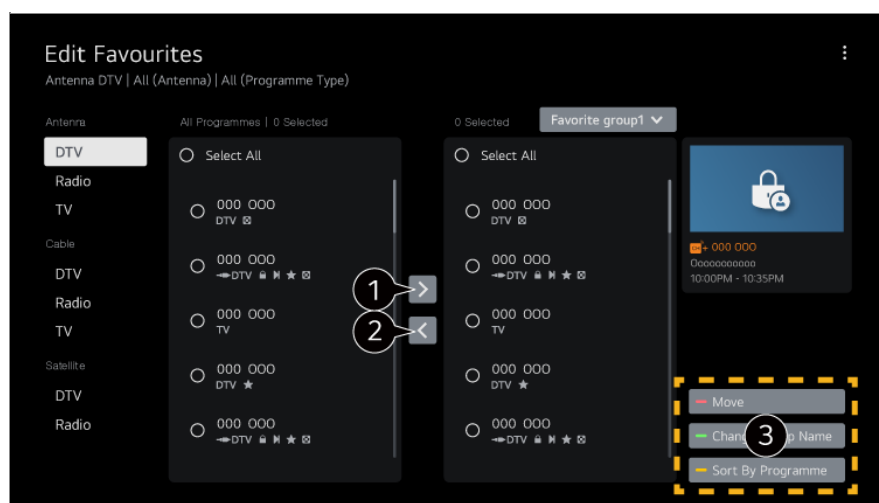 Edit Favourites
Antenna DTV | All (Antenna) | All (Programme Type)
Antenna
DTV
Radio
TV
Cable
DTV
Radio
TV
Satellite
DTV
Radio
All Programmes | 0 Selected
Select All
000 000
DTV
000 000
DTV
000 000
TV
000 000
DTV
000 000
DTV
1
2
0 Selected
Favorite group1
Select All
000 000
DTV
000 000
DTV
000 000
TV
000 000
DTV
000 000
DTV
CH+ 000 000
Ooooooooooo
10:00PM - 10:35PM
Move
3
Name
Sort By Programme